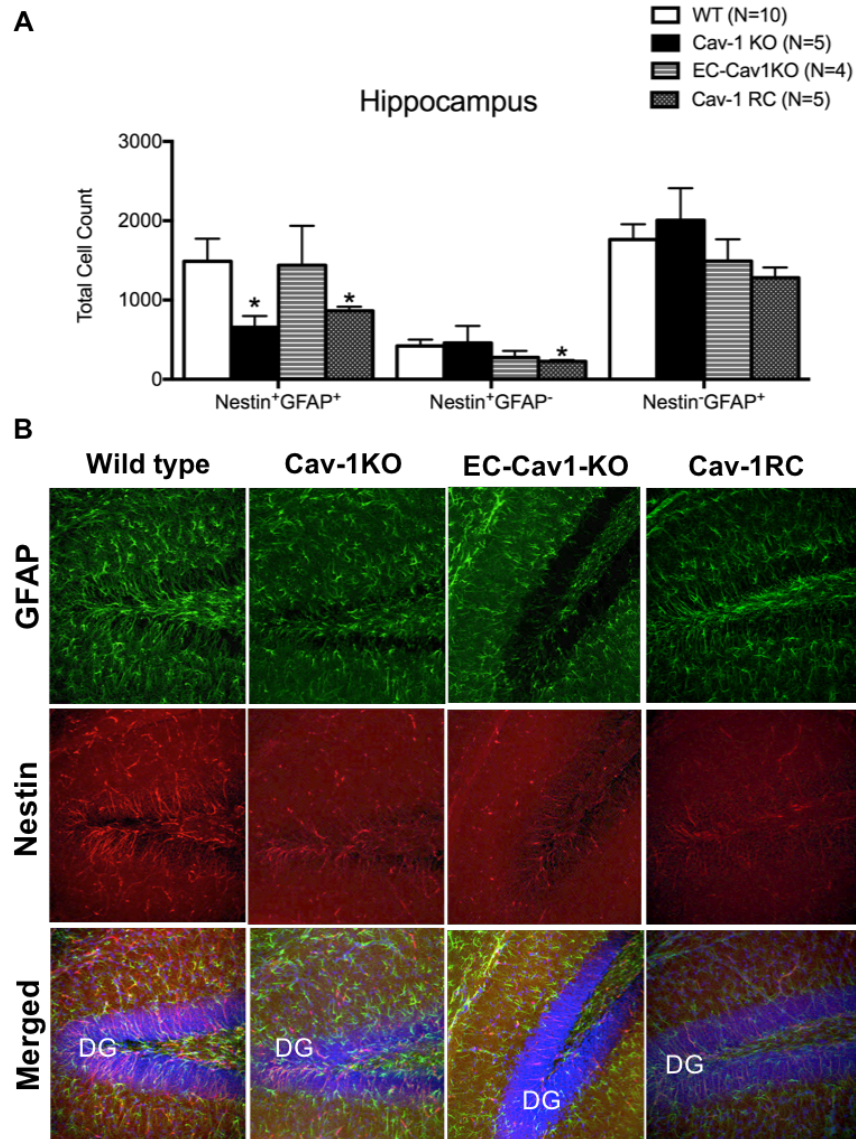 A
WT (N=10)
Cav-1 KO (N=5)
EC-Cav1KO (N=4)
Cav-1 RC (N=5)
Hippocampus
Total Cell Count
3000
2000
1000
0
*
*
*
Nestin⁺GFAP⁺
Nestin⁺GFAP⁻
Nestin⁻GFAP⁺
B
Wild type
Cav-1KO
EC-Cav1-KO
Cav-1RC
GFAP
Nestin
Merged
DG
DG
DG
DG